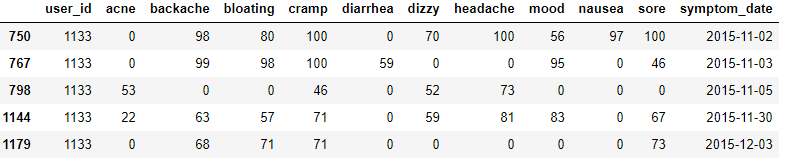 user_id acne backache bloating cramp diarrhea dizzy headache mood nausea sore symptom_date
750 1133 0 98 80 100 0 70 100 56 97 100 2015-11-02
767 1133 0 99 98 100 59 0 0 95 0 46 2015-11-03
798 1133 53 0 0 46 0 52 73 0 0 0 2015-11-05
1144 1133 22 63 57 71 0 59 81 83 0 67 2015-11-30
1179 1133 0 68 71 71 0 0 0 0 0 73 2015-12-03